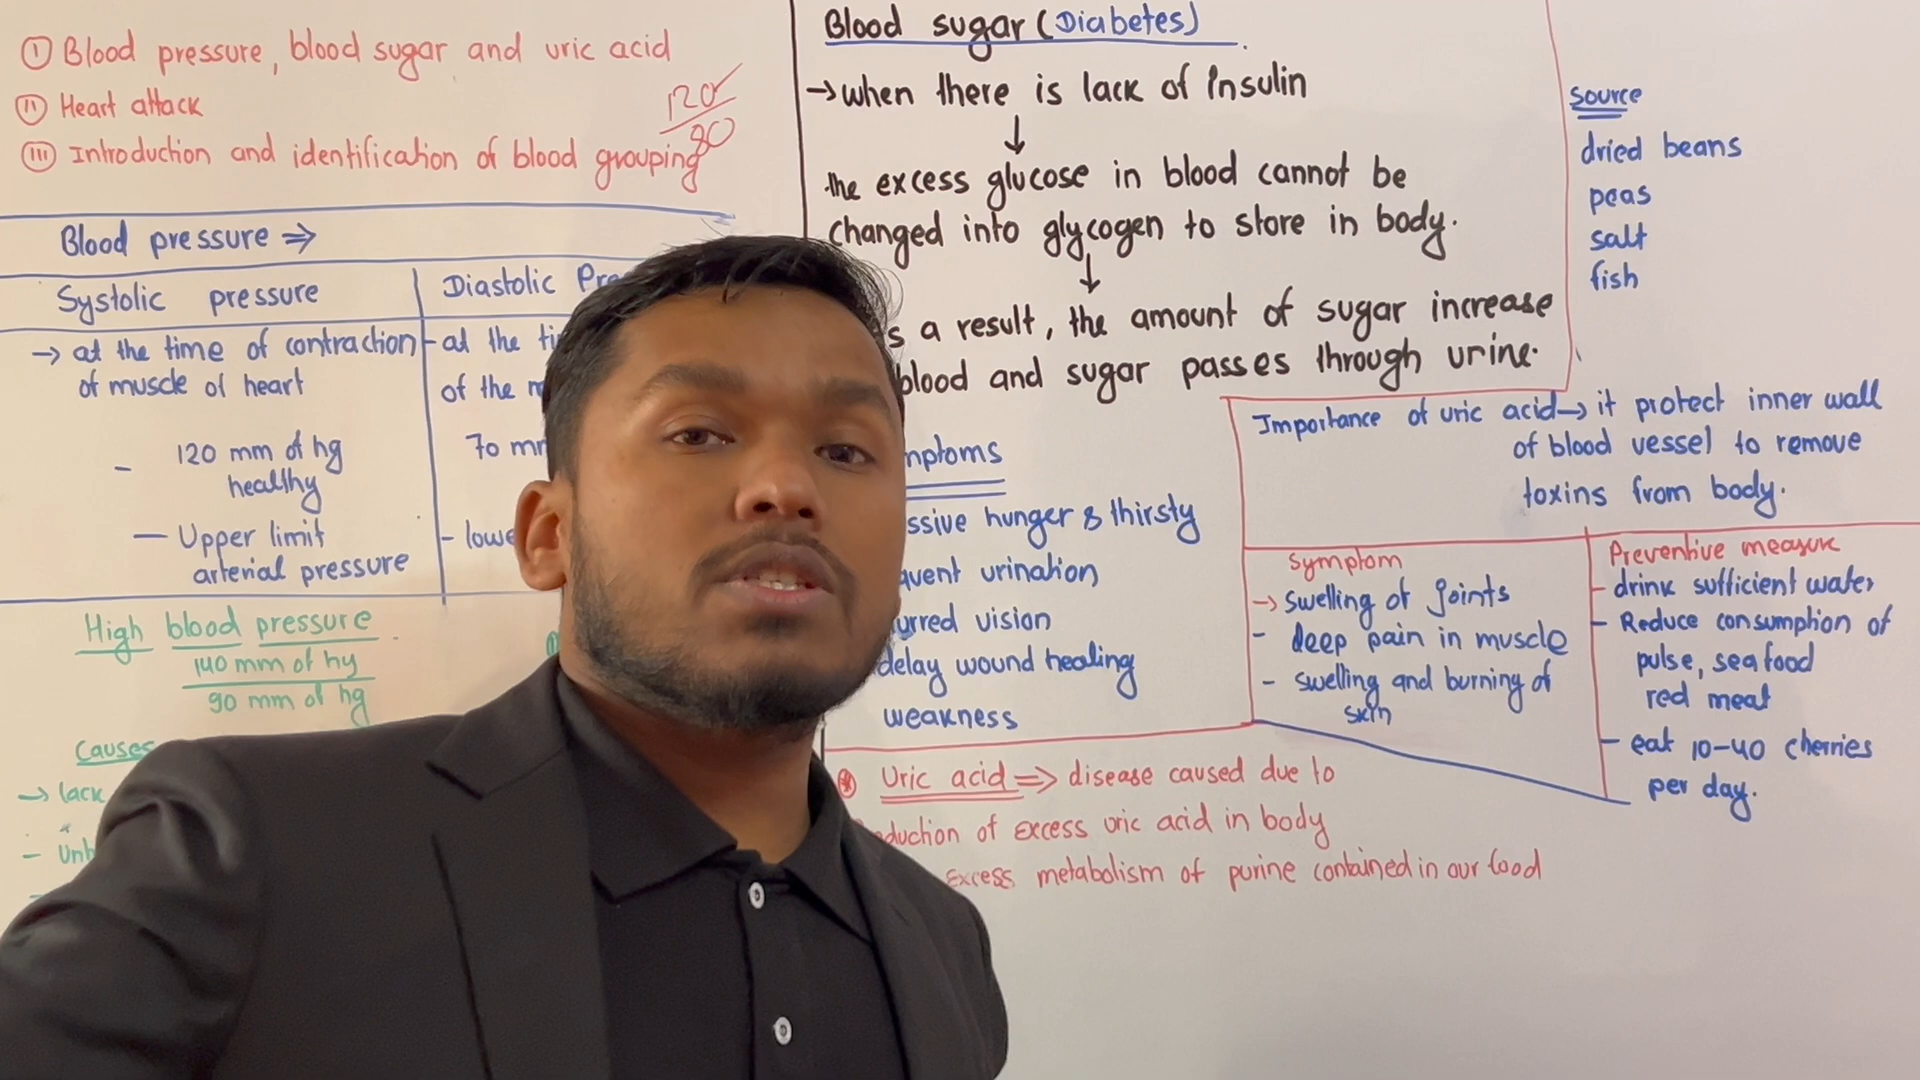 ① Blood pressure, blood sugar and uric acid
② Heart attack
③ Introduction and identification of blood grouping
120
80
Blood pressure ⇒
Systolic pressure
→ at the time of contraction
of muscle of heart
- 120 mm of hg
healthy
— Upper limit
arterial pressure
Diastolic
- at the
of the
70
High blood pressure
140 mm of hg
90 mm of hg
Causes
→ lack
-
Blood sugar (Diabetes)
→ when there is lack of Insulin
↓
the excess glucose in blood cannot be
changed into glycogen to store in body.
↓
a result, the amount of sugar increase
blood and sugar passes through urine.
hunger & thirsty
urination
vision
delay wound healing
weakness
Uric acid ⇒ disease caused due to
of excess uric acid in body
Excess metabolism of purine contained in our food
source
dried beans
peas
salt
fish
Importance of uric acid → it protect inner wall
of blood vessel to remove
toxins from body.
Symptom
→ swelling of joints
- deep pain in muscle
- swelling and burning of
skin
Preventive measure
- drink sufficient water
- Reduce consumption of
pulse, sea food
red meat
- eat 10-40 cherries
per day.